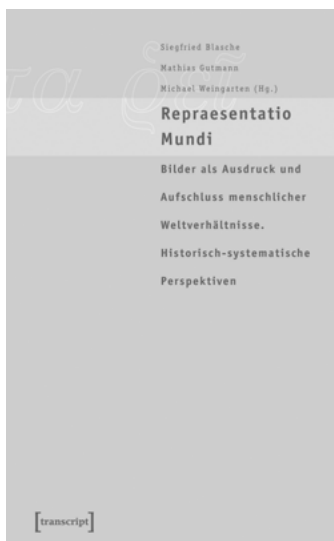 Siegfried Blasche
Mathias Gutmann
Michael Weingarten (Hg.)
Repraesentatio
Mundi
Bilder als Ausdruck und
Aufschluss menschlicher
Weltverhältnisse.
Historisch-systematische
Perspektiven
[transcript]